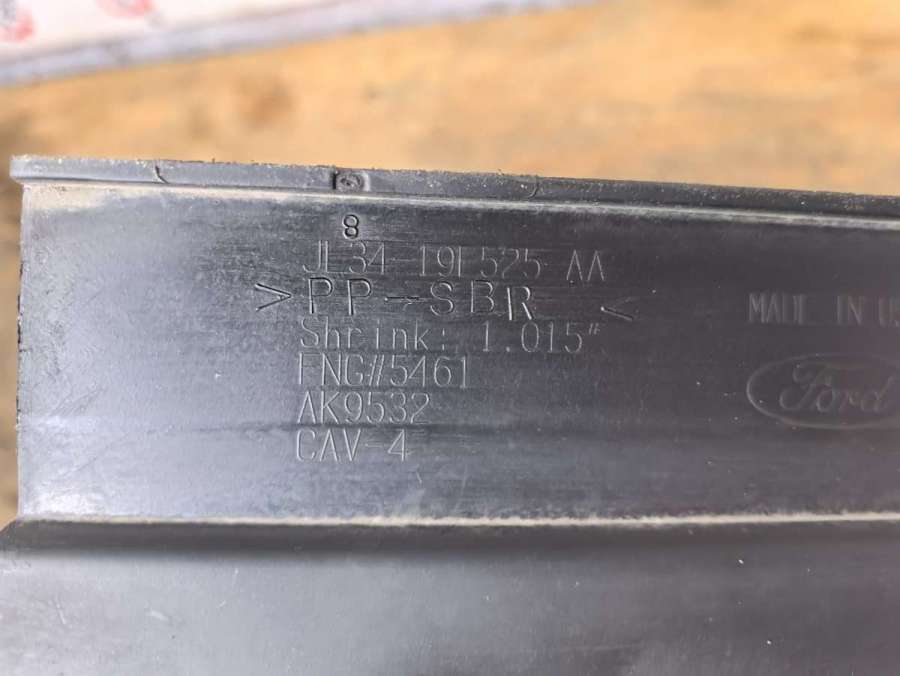 8
JL34-19E525-AA
>PP-SBR<
Shrink: 1.015"
ENG#5461
AK9532
CAV-4
MADE IN
Ford